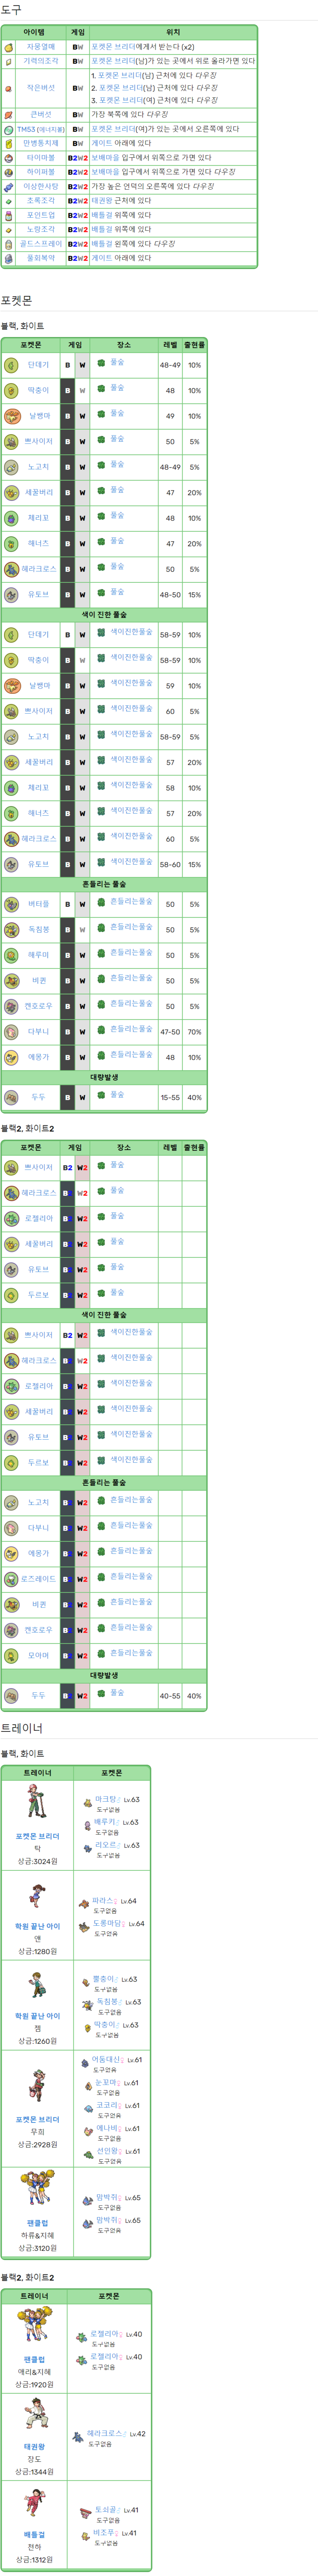 도구
아이템 게임 위치
자뭉열매 BW 포켓몬 브리더에게서 받는다
기력의조각 BW 포켓몬 브리더(남)가 있는 곳에서 위로 올라가면 있다
작은버섯 BW 1. 포켓몬 브리더(남) 근처에 있다 다우징
2. 포켓몬 브리더(남) 근처에 있다 다우징
3. 포켓몬 브리더(여) 근처에 있다 다우징
큰버섯 BW 가장 북쪽에 있다 다우징
TM53 (에너지볼) BW 포켓몬 브리더(여)가 있는 곳에서 오른쪽에 있다
만병통치제 BW 게이트 아래에 있다
타이마볼 B2W2 보배마을 입구에서 위쪽으로 가면 있다
하이퍼볼 B2W2 보배마을 입구에서 위쪽으로 가면 있다 다우징
이상한사탕 B2W2 가장 높은 언덕의 오른쪽에 있다 다우징
초록조각 B2W2 태권왕 근처에 있다
포인트업 B2W2 배틀걸 위쪽에 있다
노랑조각 B2W2 배틀걸 위쪽에 있다
골드스프레이 B2W2 배틀걸 왼쪽에 있다 다우징
풀회복약 B2W2 게이트 아래에 있다
포켓몬
블랙, 화이트
포켓몬 게임 장소 레벨 출현률
단데기 B W 풀숲 48-49 10%
딱충이 B W 풀숲 48 10%
날쌩마 B W 풀숲 49 10%
쁘사이저 B W 풀숲 50 5%
노고치 B W 풀숲 48-49 5%
세꿀버리 B W 풀숲 47 20%
체리꼬 B W 풀숲 48 10%
해너츠 B W 풀숲 47 20%
헤라크로스 B W 풀숲 50 5%
유토브 B W 풀숲 48-50 15%
색이 진한 풀숲
단데기 B W 색이진한풀숲 58-59 10%
딱충이 B W 색이진한풀숲 58-59 10%
날쌩마 B W 색이진한풀숲 59 10%
쁘사이저 B W 색이진한풀숲 60 5%
노고치 B W 색이진한풀숲 58-59 5%
세꿀버리 B W 색이진한풀숲 57 20%
체리꼬 B W 색이진한풀숲 58 10%
해너츠 B W 색이진한풀숲 57 20%
헤라크로스 B W 색이진한풀숲 60 5%
유토브 B W 색이진한풀숲 58-60 15%
흔들리는 풀숲
버터플 B W 흔들리는풀숲 50 5%
독침붕 B W 흔들리는풀숲 50 5%
체루미 B W 흔들리는풀숲 50 5%
비퀸 B W 흔들리는풀숲 50 5%
켄호로우 B W 흔들리는풀숲 50 5%
다부니 B W 흔들리는풀숲 47-50 70%
에몽가 B W 흔들리는풀숲 48 10%
대량발생
두두 B W 풀숲 15-55 40%
블랙2, 화이트2
포켓몬 게임 장소 레벨 출현률
쁘사이저 B2 W2 풀숲
헤라크로스 B2 W2 풀숲
로젤리아 B2 W2 풀숲
세꿀버리 B2 W2 풀숲
유토브 B2 W2 풀숲
두르보 B2 W2 풀숲
색이 진한 풀숲
쁘사이저 B2 W2 색이진한풀숲
헤라크로스 B2 W2 색이진한풀숲
로젤리아 B2 W2 색이진한풀숲
세꿀버리 B2 W2 색이진한풀숲
유토브 B2 W2 색이진한풀숲
두르보 B2 W2 색이진한풀숲
흔들리는 풀숲
노고치 B2 W2 흔들리는풀숲
다부니 B2 W2 흔들리는풀숲
에몽가 B2 W2 흔들리는풀숲
로즈레이드 B2 W2 흔들리는풀숲
비퀸 B2 W2 흔들리는풀숲
켄호로우 B2 W2 흔들리는풀숲
모아머 B2 W2 흔들리는풀숲
대량발생
두두 B2 W2 풀숲 40-55 40%
트레이너
블랙, 화이트
트레이너 포켓몬
포켓몬 브리더
탁
상금:3024원
마크탕♂ Lv.63
도구없음
배루키♂ Lv.63
도구없음
리오르♂ Lv.63
도구없음
학원 끝난 아이
앤
상금:1280원
파라스♀ Lv.64
도구없음
도롱마담♀ Lv.64
도구없음
학원 끝난 아이
젬
상금:1260원
뿔충이♂ Lv.63
도구없음
독침붕♂ Lv.63
도구없음
딱충이♂ Lv.63
도구없음
포켓몬 브리더
우희
상금:2928원
어둠대신♀ Lv.61
도구없음
눈꼬마♀ Lv.61
도구없음
코코리♀ Lv.61
도구없음
에나비♀ Lv.61
도구없음
선인왕♀ Lv.61
도구없음
팬클럽
하류&지혜
상금:3120원
맘박쥐♀ Lv.65
도구없음
맘박쥐♀ Lv.65
도구없음
블랙2, 화이트2
트레이너 포켓몬
팬클럽
애리&지혜
상금:1920원
로젤리아♀ Lv.40
도구없음
로젤리아♀ Lv.40
도구없음
태권왕
장도
상금:1344원
헤라크로스♂ Lv.42
도구없음
배틀걸
전하
상금:1312원
토쇠골♂ Lv.41
도구없음
비조푸♀ Lv.41
도구없음